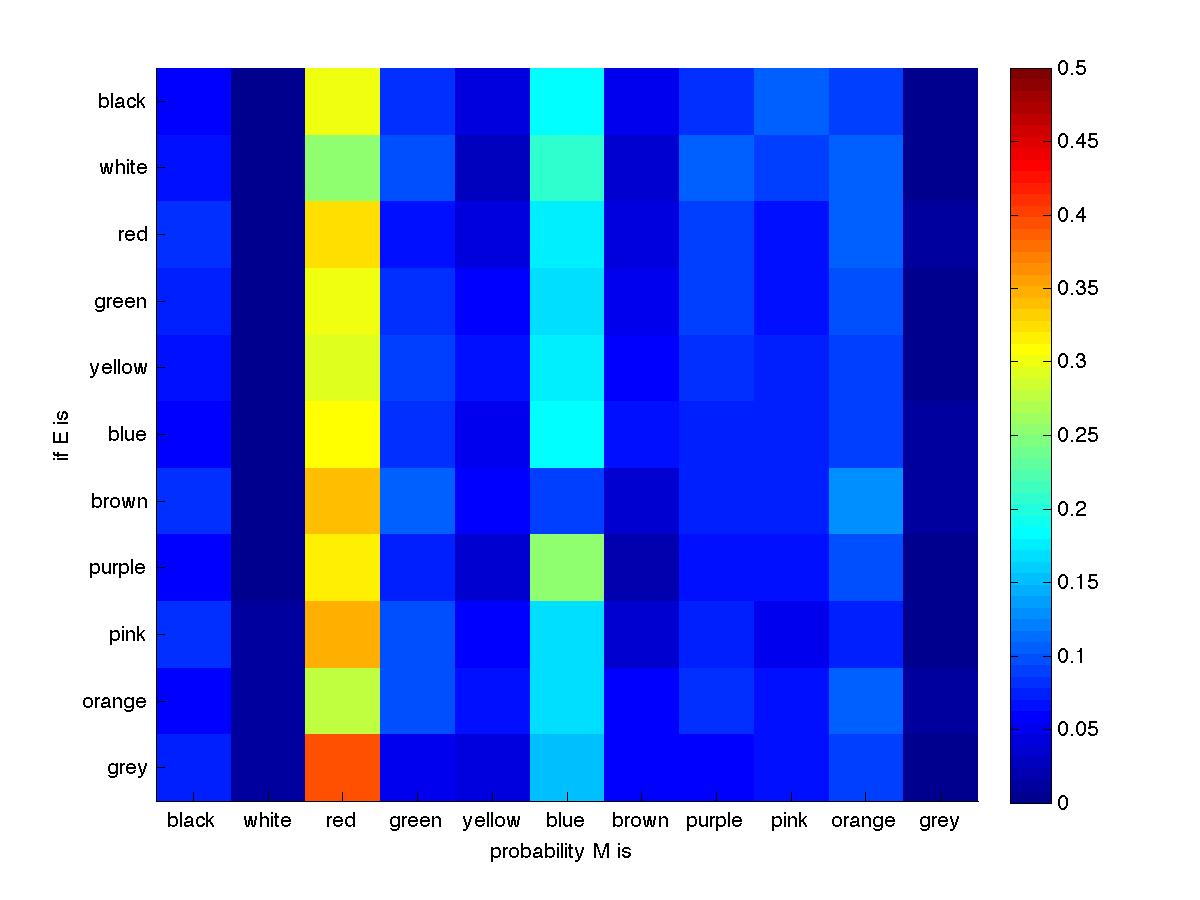 black
white
red
green
yellow
blue
brown
purple
pink
orange
grey
if E is
black white red green yellow blue brown purple pink orange grey
probability M is
0.5
0.45
0.4
0.35
0.3
0.25
0.2
0.15
0.1
0.05
0